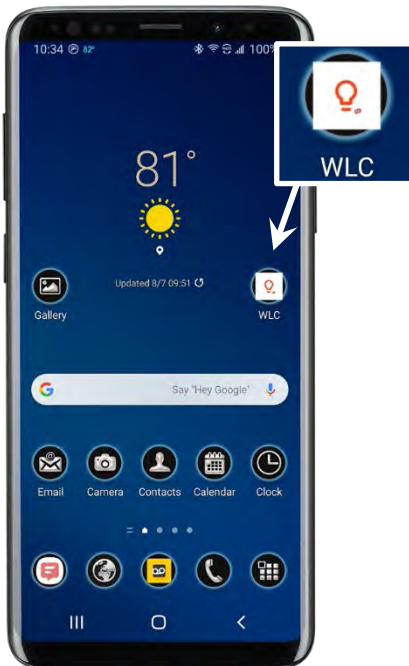 10:34 82° 100%
WLC
81°
Updated 8/7 09:51
Gallery
WLC
G Say "Hey Google"
Email Camera Contacts Calendar Clock